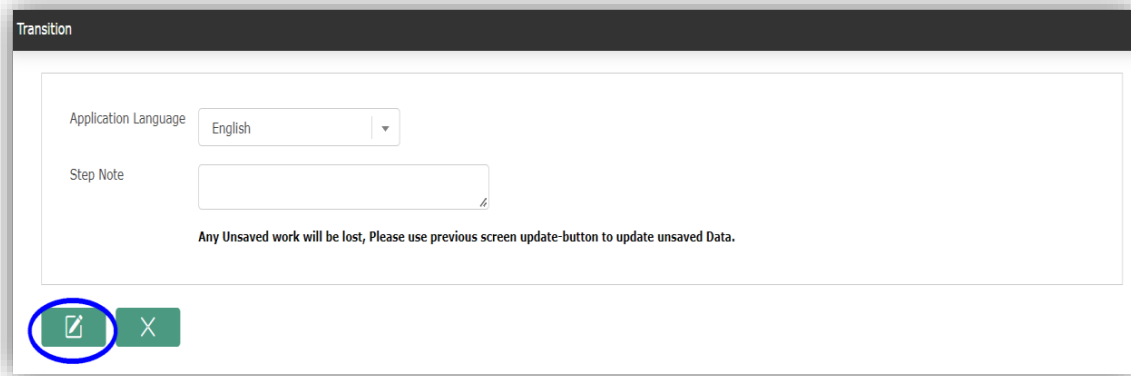 Transition
Application Language
English
Step Note
Any Unsaved work will be lost, Please use previous screen update-button to update unsaved Data.